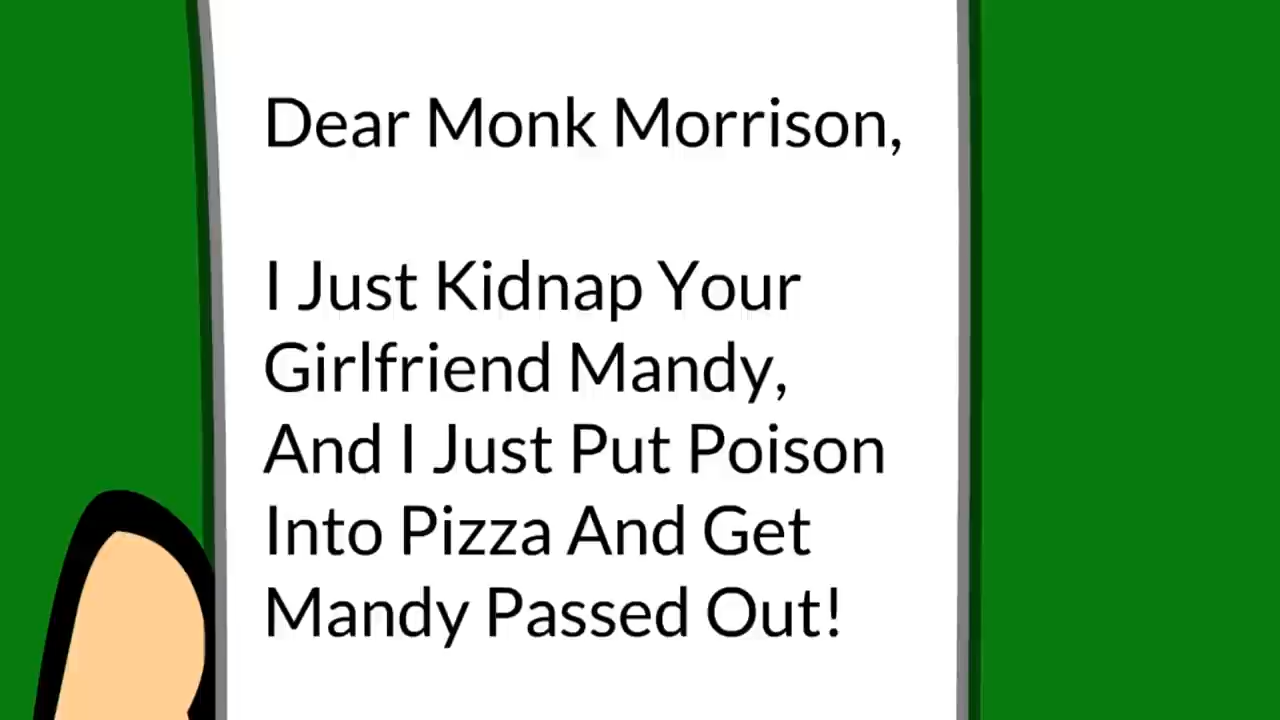 Dear Monk Morrison,
I Just Kidnap Your
Girlfriend Mandy,
And I Just Put Poison
Into Pizza And Get
Mandy Passed Out!